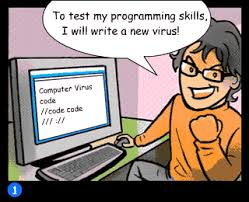 To test my programming skills,
I will write a new virus!
Computer Virus
code
//code.code
/// ://
1